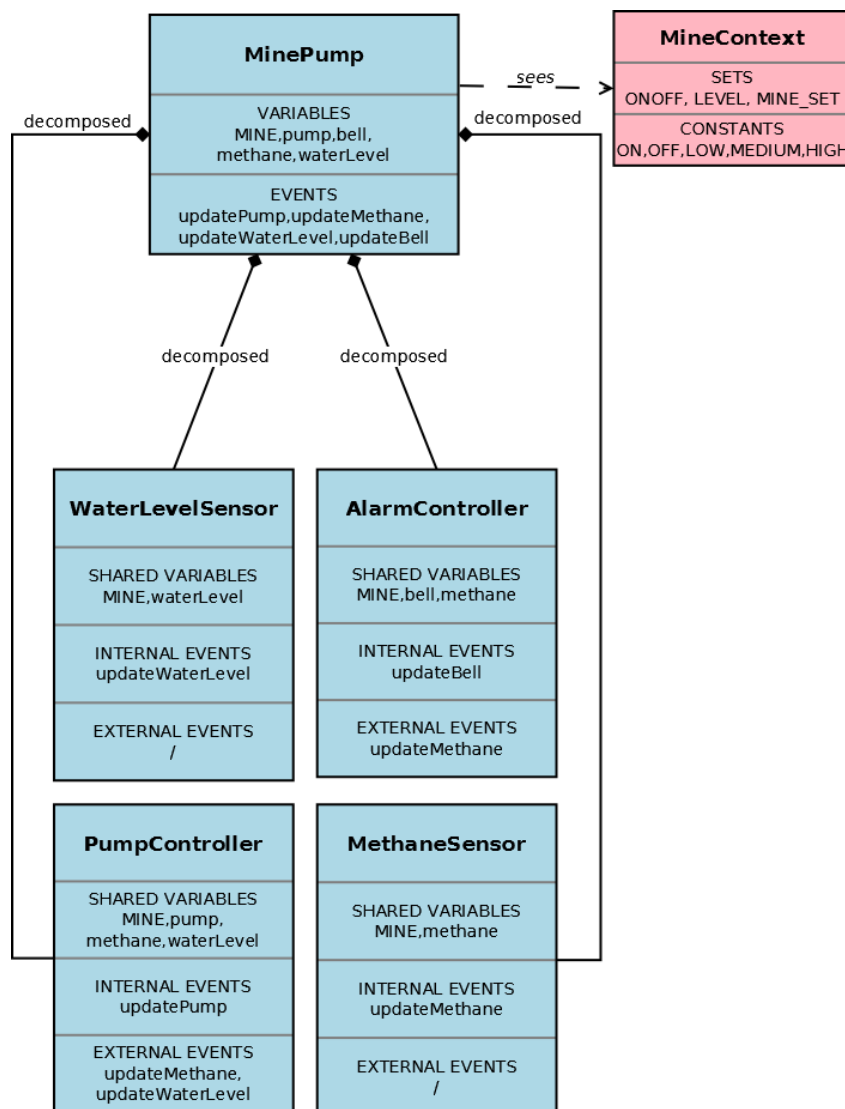 MinePump
VARIABLES
MINE,pump,bell,
methane,waterLevel
EVENTS
updatePump,updateMethane,
updateWaterLevel,updateBell
sees
MineContext
SETS
ONOFF, LEVEL, MINE_SET
CONSTANTS
ON,OFF,LOW,MEDIUM,HIGH
decomposed
decomposed
decomposed
decomposed
WaterLevelSensor
SHARED VARIABLES
MINE,waterLevel
INTERNAL EVENTS
updateWaterLevel
EXTERNAL EVENTS
/
AlarmController
SHARED VARIABLES
MINE,bell,methane
INTERNAL EVENTS
updateBell
EXTERNAL EVENTS
updateMethane
PumpController
SHARED VARIABLES
MINE,pump,
methane,waterLevel
INTERNAL EVENTS
updatePump
EXTERNAL EVENTS
updateMethane,
updateWaterLevel
MethaneSensor
SHARED VARIABLES
MINE,methane
INTERNAL EVENTS
updateMethane
EXTERNAL EVENTS
/